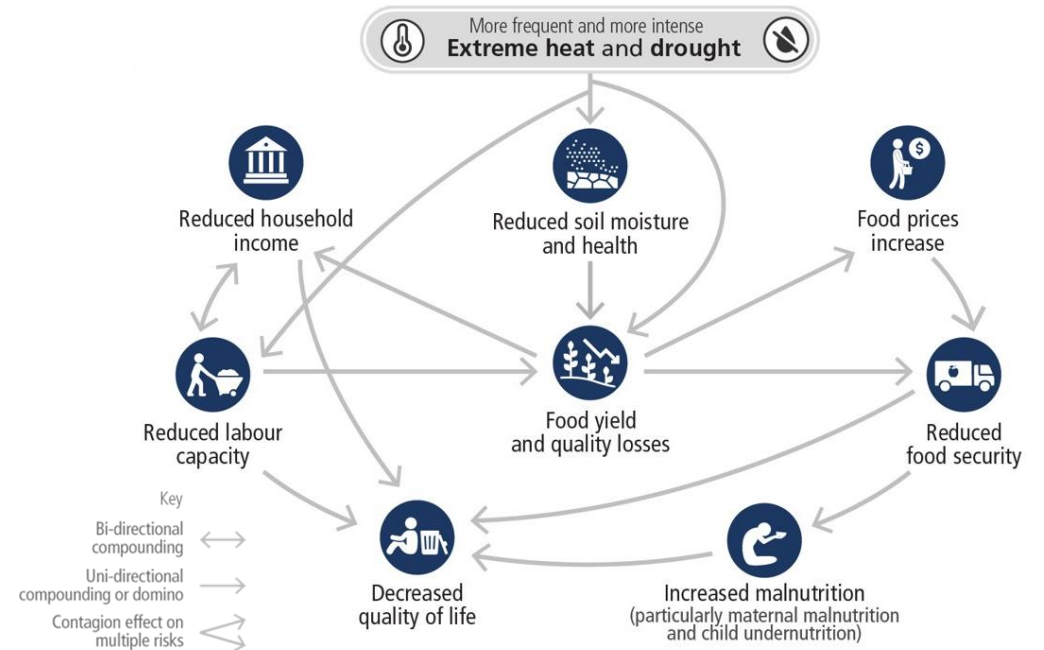 More frequent and more intense
Extreme heat and drought
Reduced household
income
Reduced soil moisture
and health
$
Food prices
increase
Reduced labour
capacity
Food yield
and quality losses
Reduced
food security
Decreased
quality of life
Increased malnutrition
(particularly maternal malnutrition
and child undernutrition)
Key
Bi-directional
compounding
Uni-directional
compounding or domino
Contagion effect on
multiple risks